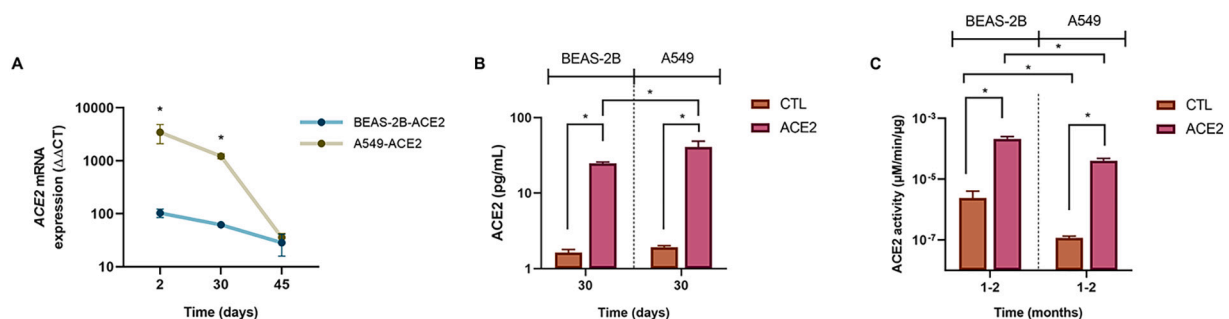 A
ACE2 mRNA
expression (ΔΔCT)
10000
1000
100
10
*
*
BEAS-2B-ACE2
A549-ACE2
2
30
45
Time (days)
B
BEAS-2B
A549
*
*
*
CTL
ACE2
ACE2 (pg/mL)
100
10
1
30
30
Time (days)
C
BEAS-2B
A549
*
*
*
*
CTL
ACE2
ACE2 activity (µM/min/µg)
10-3
10-5
10-7
1-2
1-2
Time (months)